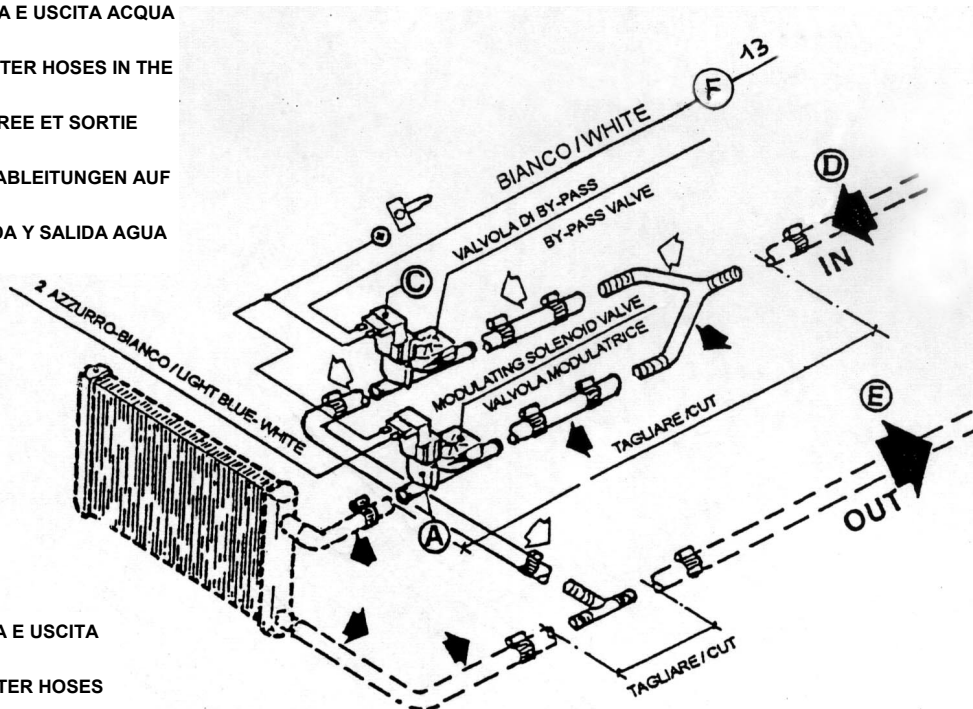 A E USCITA ACQUA
TER HOSES IN THE
REE ET SORTIE
ABLEITUNGEN AUF
DA Y SALIDA AGUA
13
F
BIANCO/WHITE
VALVOLA DI BY-PASS
BY-PASS VALVE
D
IN
C
2 AZZURRO-BIANCO / LIGHT BLUE-WHITE
MODULATING SOLENOID VALVE
VALVOLA MODULATRICE
TAGLIARE/CUT
E
OUT
A
TAGLIARE / CUT
A E USCITA
TER HOSES